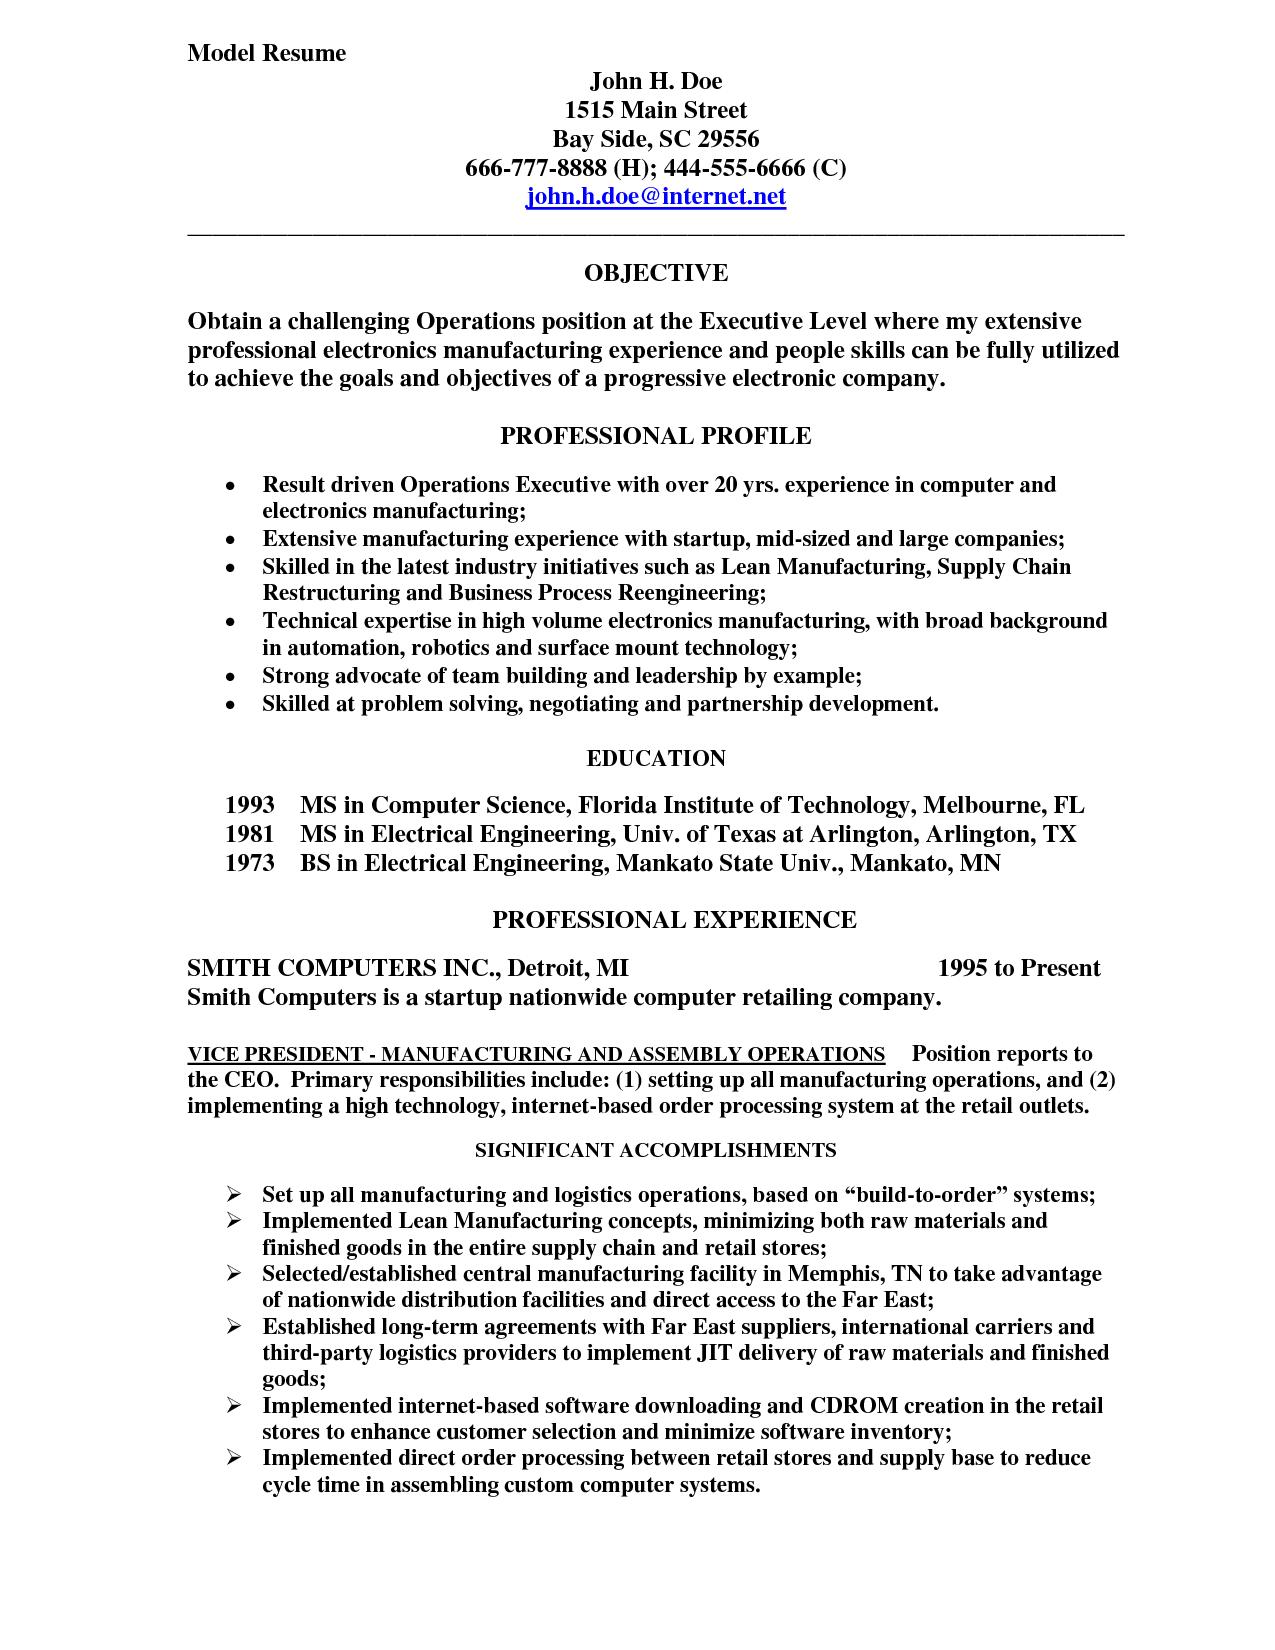 Model Resume
John H. Doe
1515 Main Street
Bay Side, SC 29556
666-777-8888 (H); 444-555-6666 (C)
john.h.doe@internet.net
OBJECTIVE
Obtain a challenging Operations position at the Executive Level where my extensive
professional electronics manufacturing experience and people skills can be fully utilized
to achieve the goals and objectives of a progressive electronic company.
PROFESSIONAL PROFILE
• Result driven Operations Executive with over 20 yrs. experience in computer and
electronics manufacturing;
• Extensive manufacturing experience with startup, mid-sized and large companies;
• Skilled in the latest industry initiatives such as Lean Manufacturing, Supply Chain
Restructuring and Business Process Reengineering;
• Technical expertise in high volume electronics manufacturing, with broad background
in automation, robotics and surface mount technology;
• Strong advocate of team building and leadership by example;
• Skilled at problem solving, negotiating and partnership development.
EDUCATION
1993 MS in Computer Science, Florida Institute of Technology, Melbourne, FL
1981 MS in Electrical Engineering, Univ. of Texas at Arlington, Arlington, TX
1973 BS in Electrical Engineering, Mankato State Univ., Mankato, MN
PROFESSIONAL EXPERIENCE
SMITH COMPUTERS INC., Detroit, MI 1995 to Present
Smith Computers is a startup nationwide computer retailing company.
VICE PRESIDENT - MANUFACTURING AND ASSEMBLY OPERATIONS Position reports to
the CEO. Primary responsibilities include: (1) setting up all manufacturing operations, and (2)
implementing a high technology, internet-based order processing system at the retail outlets.
SIGNIFICANT ACCOMPLISHMENTS
➢ Set up all manufacturing and logistics operations, based on “build-to-order” systems;
➢ Implemented Lean Manufacturing concepts, minimizing both raw materials and
finished goods in the entire supply chain and retail stores;
➢ Selected/established central manufacturing facility in Memphis, TN to take advantage
of nationwide distribution facilities and direct access to the Far East;
➢ Established long-term agreements with Far East suppliers, international carriers and
third-party logistics providers to implement JIT delivery of raw materials and finished
goods;
➢ Implemented internet-based software downloading and CDROM creation in the retail
stores to enhance customer selection and minimize software inventory;
➢ Implemented direct order processing between retail stores and supply base to reduce
cycle time in assembling custom computer systems.